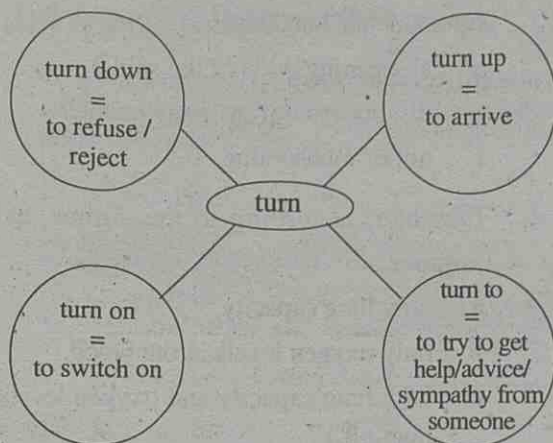 turn down
=
to refuse /
reject
turn up
=
to arrive
turn
turn on
=
to switch on
turn to
=
to try to get
help/advice/
sympathy from
someone